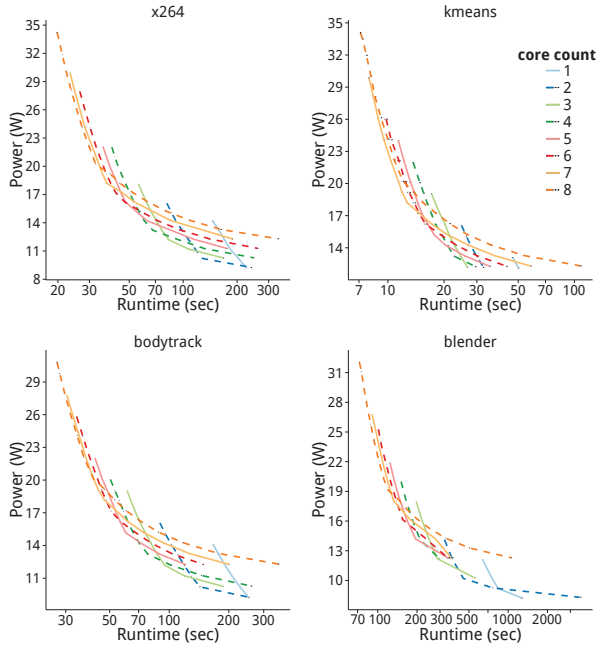 x264
Power (W)
35
32
29
26
23
20
17
14
11
8
20 30 50 70 100 200 300
Runtime (sec)
kmeans
Power (W)
35
32
29
26
23
20
17
14
7 10 20 30 50 70 100
Runtime (sec)
core count
1
2
3
4
5
6
7
8
bodytrack
Power (W)
29
26
23
20
17
14
11
30 50 70 100 200 300
Runtime (sec)
blender
Power (W)
31
28
25
22
19
16
13
10
70 100 200 300 500 1000 2000
Runtime (sec)